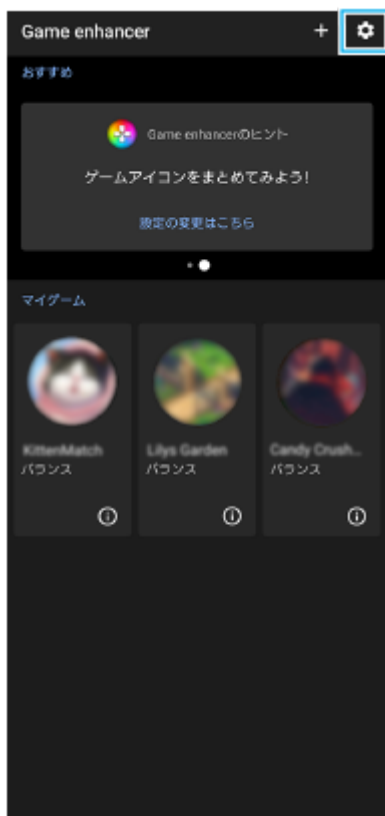 Game enhancer
おすすめ
Game enhancerのヒント
ゲームアイコンをまとめてみよう!
設定の変更はこちら
マイゲーム
KittenMatch
Lilys Garden
Candy Crush...
バランス
バランス
バランス